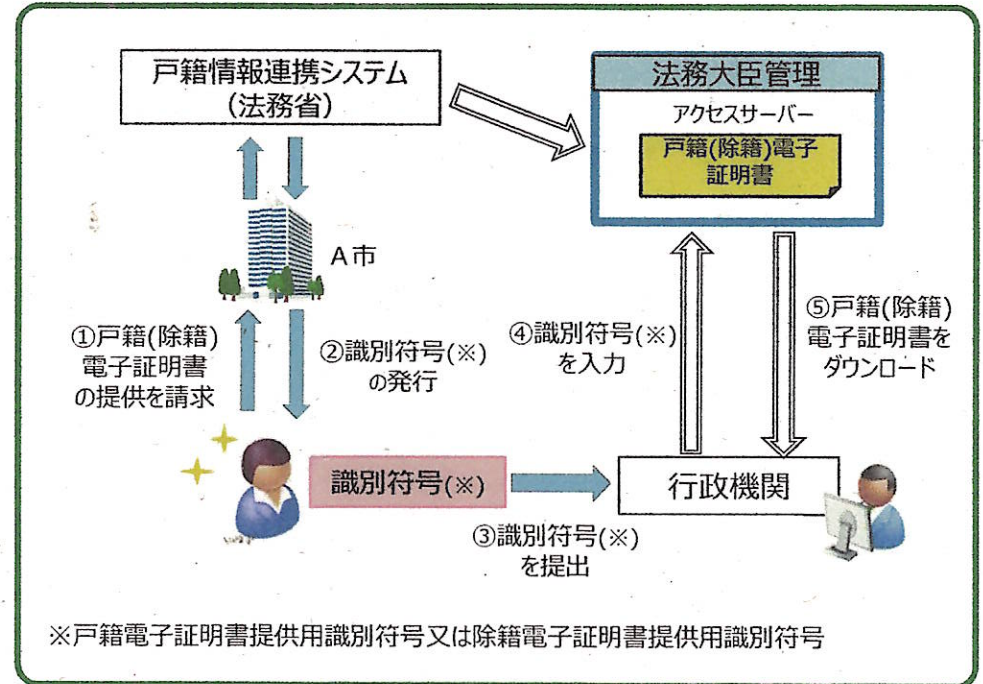 戸籍情報連携システム
(法務省)
法務大臣管理
アクセスサーバー
戸籍(除籍)電子
証明書
A市
①戸籍(除籍)
電子証明書
の提供を請求
②識別符号(※)
の発行
④識別符号(※)
を入力
⑤戸籍(除籍)
電子証明書を
ダウンロード
識別符号(※)
行政機関
③識別符号(※)
を提出
※戸籍電子証明書提供用識別符号又は除籍電子証明書提供用識別符号